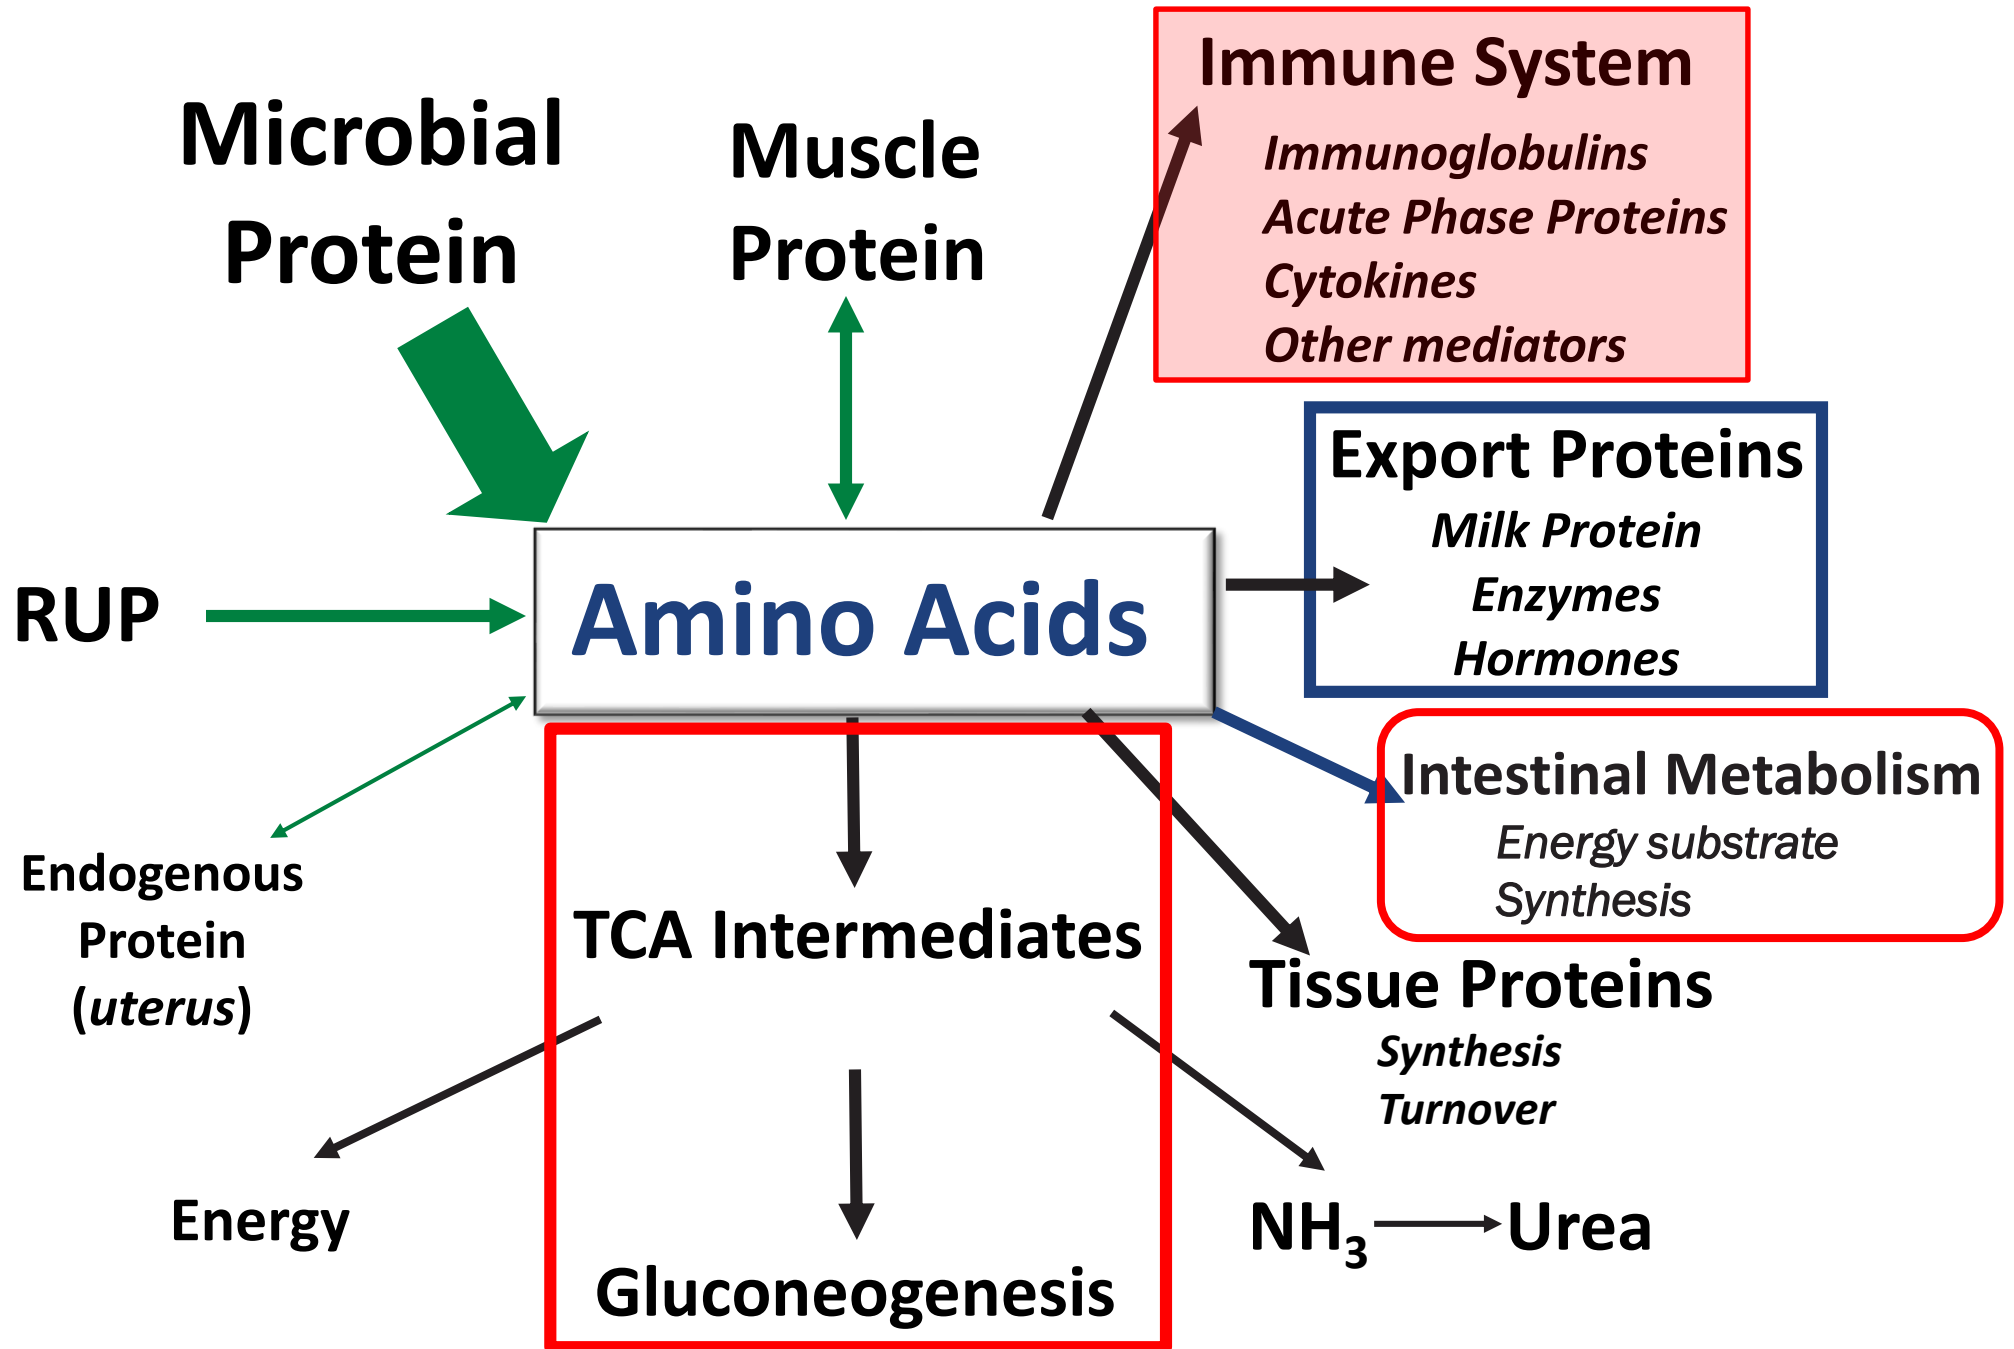 Microbial
Protein
Muscle
Protein
Immune System
Immunoglobulins
Acute Phase Proteins
Cytokines
Other mediators
Export Proteins
Milk Protein
Enzymes
Hormones
RUP
Amino Acids
Intestinal Metabolism
Energy substrate
Synthesis
Endogenous
Protein
(uterus)
TCA Intermediates
Tissue Proteins
Synthesis
Turnover
Energy
Gluconeogenesis
NH₃
Urea